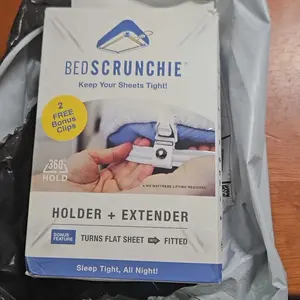 BEDSCRUNCHIE®
Keep Your Sheets Tight!
2
FREE
Bonus
Clips
360°
HOLD
HOLDER + EXTENDER
BONUS
FEATURE
TURNS FLAT SHEET FITTED
Sleep Tight, All Night!